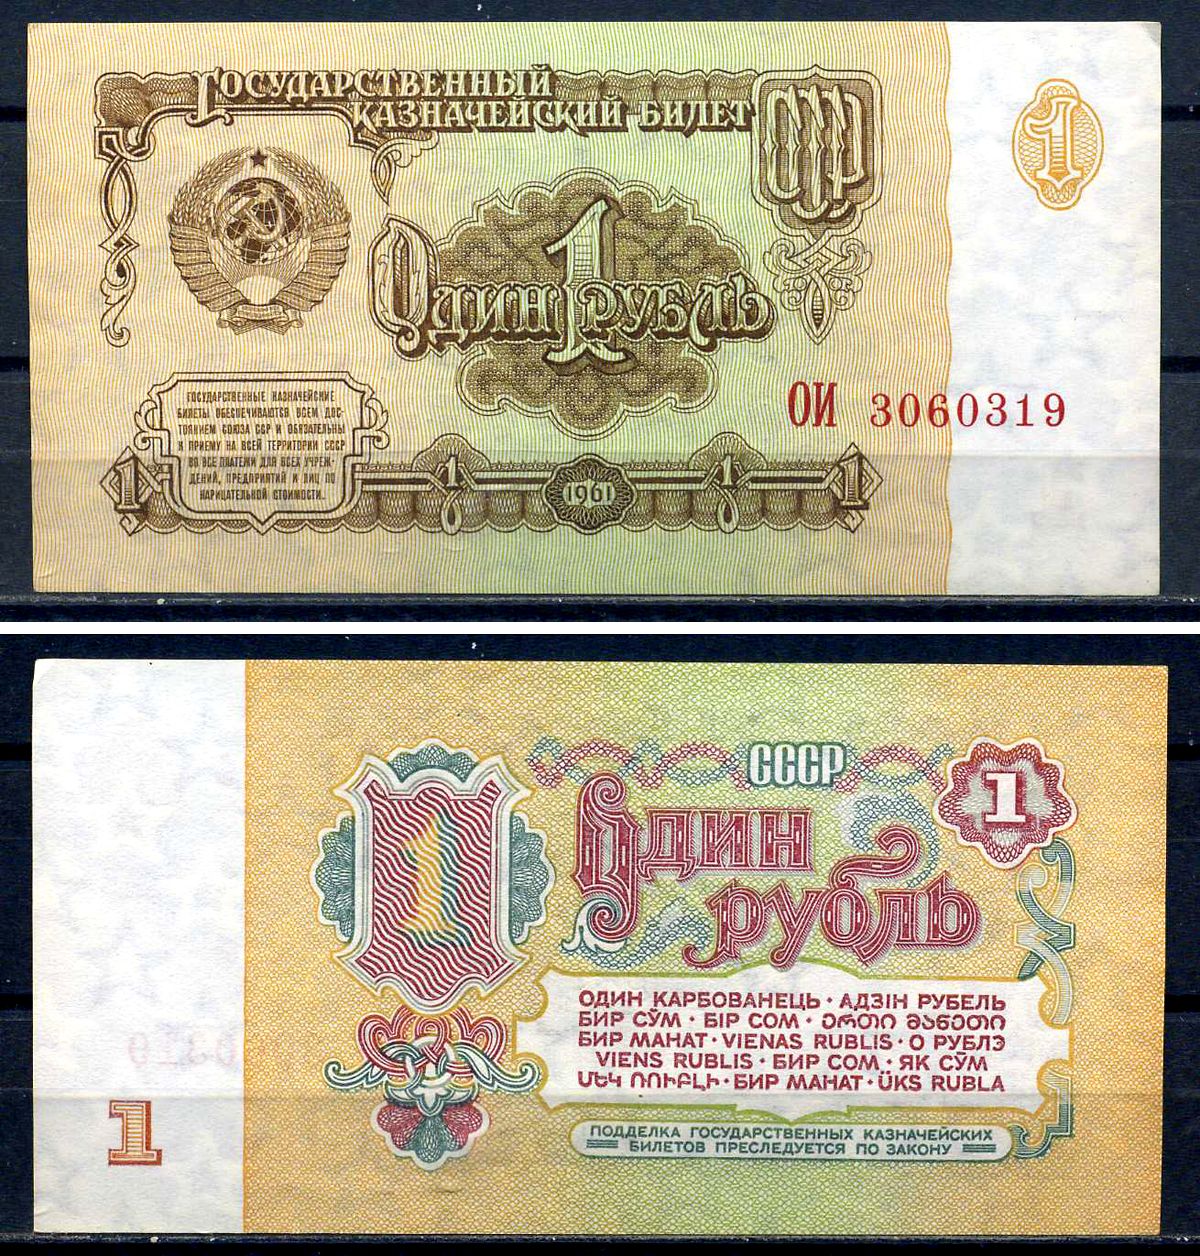 ГОСУДАРСТВЕННЫЙ
КАЗНАЧЕЙСКИЙ БИЛЕТ
СССР
1
1
ОДИН РУБЛЬ
ОИ 3060319
ГОСУДАРСТВЕННЫЕ КАЗНАЧЕЙСКИЕ
БИЛЕТЫ ОБЕСПЕЧИВАЮТСЯ ВСЕМ ДОС-
ТОЯНИЕМ СОЮЗА ССР И ОБЯЗАТЕЛЬНЫ
К ПРИЕМУ НА ВСЕЙ ТЕРРИТОРИИ СССР
ВО ВСЕ ПЛАТЕЖИ ДЛЯ ВСЕХ УЧРЕЖ-
ДЕНИЙ, ПРЕДПРИЯТИЙ И ЛИЦ ПО
НАРИЦАТЕЛЬНОЙ СТОИМОСТИ.
1 1 1961 1 1
СССР
1
1
ОДИН
РУБЛЬ
ОДИН КАРБОВАНЕЦЬ · АДЗІН РУБЕЛЬ
БИР СЎМ · БІР СОМ · ᲔᲠᲗᲘ ᲛᲐᲜᲔᲗᲘ
БИР МАНАТ · VIENAS RUBLIS · О РУБЛЭ
VIENS RUBLIS · БИР СОМ · ЯК СӮМ
ՄԵԿ ՌՈՒԲԼԻ · БИР МАНАТ · ÜKS RUBLA
ПОДДЕЛКА ГОСУДАРСТВЕННЫХ КАЗНАЧЕЙСКИХ
БИЛЕТОВ ПРЕСЛЕДУЕТСЯ ПО ЗАКОНУ
1